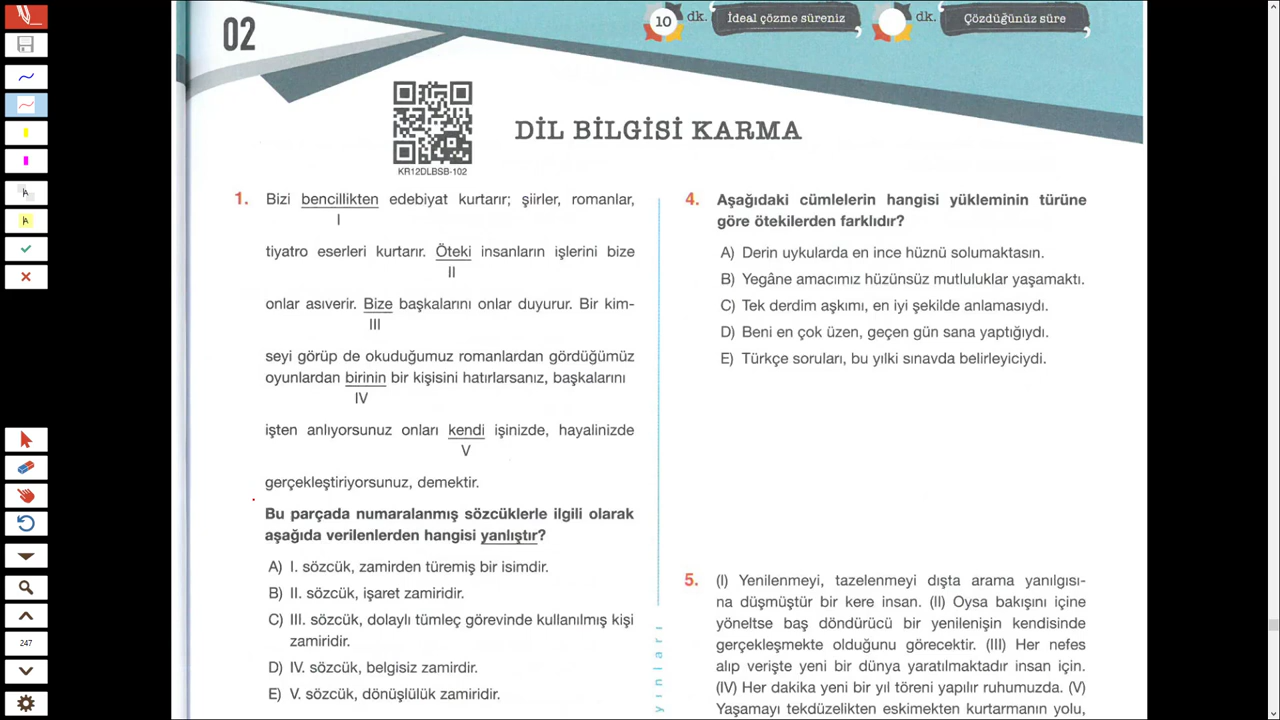 02
10 dk. İdeal çözme süreniz dk. Çözdüğünüz süre
KR12DLBSB-102
DİL BİLGİSİ KARMA
1. Bizi bencillikten edebiyat kurtarır; şiirler, romanlar,
I
tiyatro eserleri kurtarır. Öteki insanların işlerini bize
II
onlar asıverir. Bize başkalarını onlar duyurur. Bir kim-
III
seyi görüp de okuduğumuz romanlardan gördüğümüz
oyunlardan birinin bir kişisini hatırlarsanız, başkalarını
IV
işten anlıyorsunuz onları kendi işinizde, hayalinizde
V
gerçekleştiriyorsunuz, demektir.
Bu parçada numaralanmış sözcüklerle ilgili olarak
aşağıda verilenlerden hangisi yanlıştır?
A) I. sözcük, zamirden türemiş bir isimdir.
B) II. sözcük, işaret zamiridir.
C) III. sözcük, dolaylı tümleç görevinde kullanılmış kişi
zamiridir.
D) IV. sözcük, belgisiz zamirdir.
E) V. sözcük, dönüşlülük zamiridir.
yınları
4. Aşağıdaki cümlelerin hangisi yükleminin türüne
göre ötekilerden farklıdır?
A) Derin uykularda en ince hüznü solumaktasın.
B) Yegâne amacımız hüzünsüz mutluluklar yaşamaktı.
C) Tek derdim aşkımı, en iyi şekilde anlamasıydı.
D) Beni en çok üzen, geçen gün sana yaptığıydı.
E) Türkçe soruları, bu yılki sınavda belirleyiciydi.
5. (I) Yenilenmeyi, tazelenmeyi dışta arama yanılgısı-
na düşmüştür bir kere insan. (II) Oysa bakışını içine
yöneltse baş döndürücü bir yenilenişin kendisinde
gerçekleşmekte olduğunu görecektir. (III) Her nefes
alıp verişte yeni bir dünya yaratılmaktadır insan için.
(IV) Her dakika yeni bir yıl töreni yapılır ruhumuzda. (V)
Yaşamayı tekdüzelikten eskimekten kurtarmanın yolu,
247